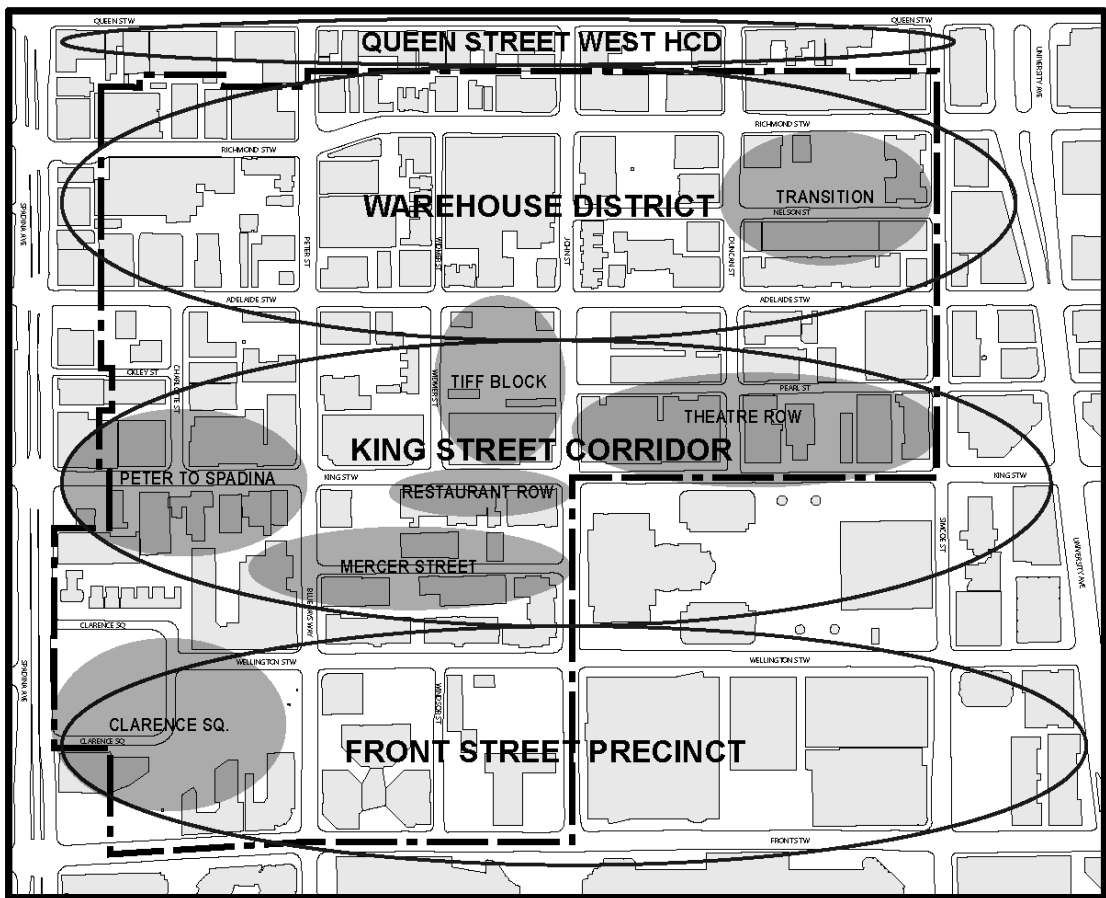 QUEEN ST W
QUEEN ST W
QUEEN STREET WEST HCD
UNIVERSITY AVE
RICHMOND ST W
RICHMOND ST W
SPADINA AVE
WAREHOUSE DISTRICT
TRANSITION
NELSON ST
PETER ST
WIDMER ST
JOHN ST
DUNCAN ST
ADELAIDE ST W
ADELAIDE ST W
OXLEY ST
CHARLOTTE ST
WIDMER ST
TIFF BLOCK
PEARL ST
THEATRE ROW
KING STREET CORRIDOR
PETER TO SPADINA
KING ST W
KING ST W
RESTAURANT ROW
SIMCOE ST
UNIVERSITY AVE
MERCER STREET
BLUE JAYS WAY
CLARENCE SQ
WELLINGTON ST W
WELLINGTON ST W
SPADINA AVE
WINDSOR ST
CLARENCE SQ.
CLARENCE SQ
FRONT STREET PRECINCT
FRONT ST W